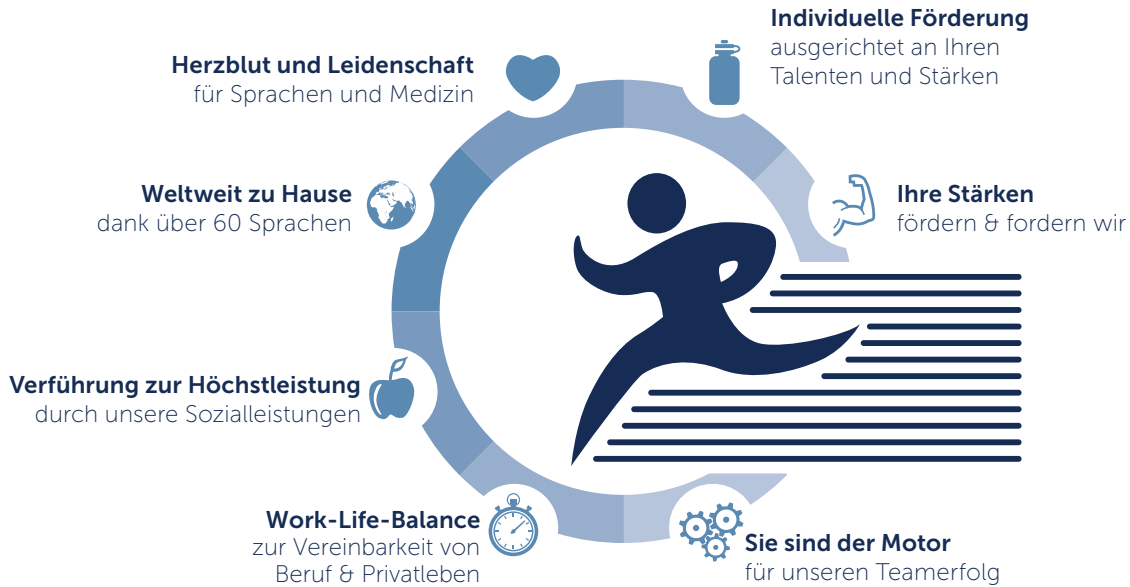 Individuelle Förderung
ausgerichtet an Ihren
Talenten und Stärken
Herzblut und Leidenschaft
für Sprachen und Medizin
Weltweit zu Hause
dank über 60 Sprachen
Ihre Stärken
fördern & fordern wir
Verführung zur Höchstleistung
durch unsere Sozialleistungen
Work-Life-Balance
zur Vereinbarkeit von
Beruf & Privatleben
Sie sind der Motor
für unseren Teamerfolg